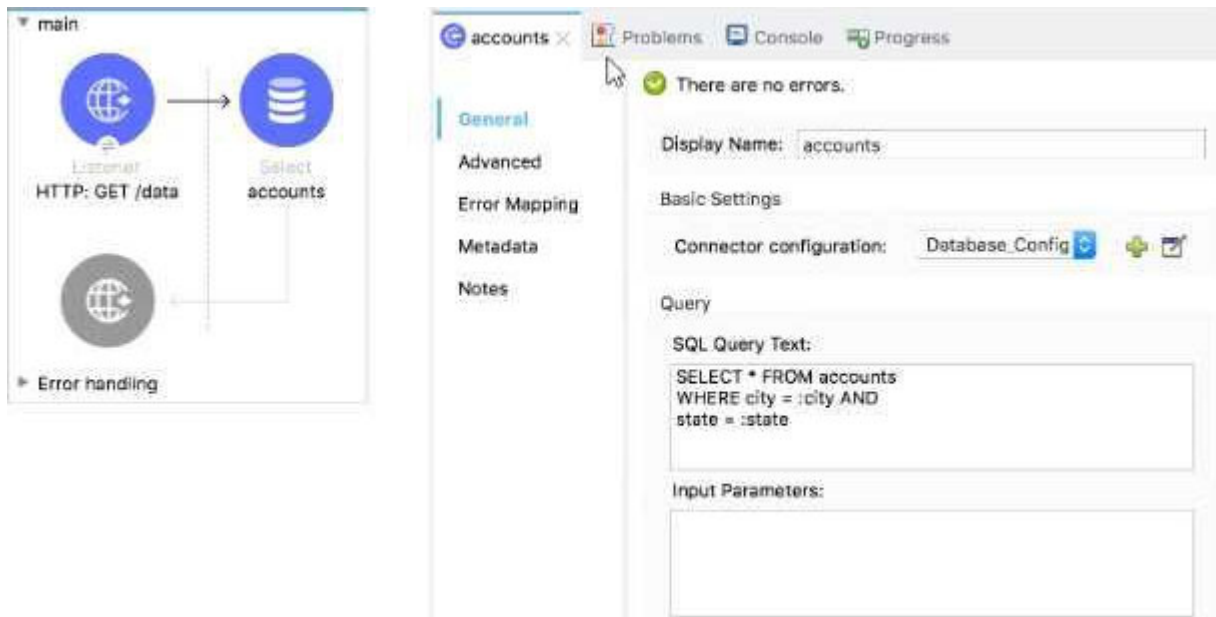 main
Listener
HTTP: GET /data
Select
accounts
Error handling
accounts
Problems
Console
Progress
There are no errors.
General
Advanced
Error Mapping
Metadata
Notes
Display Name: accounts
Basic Settings
Connector configuration: Database_Config
Query
SQL Query Text:
SELECT * FROM accounts
WHERE city = :city AND
state = :state
Input Parameters: